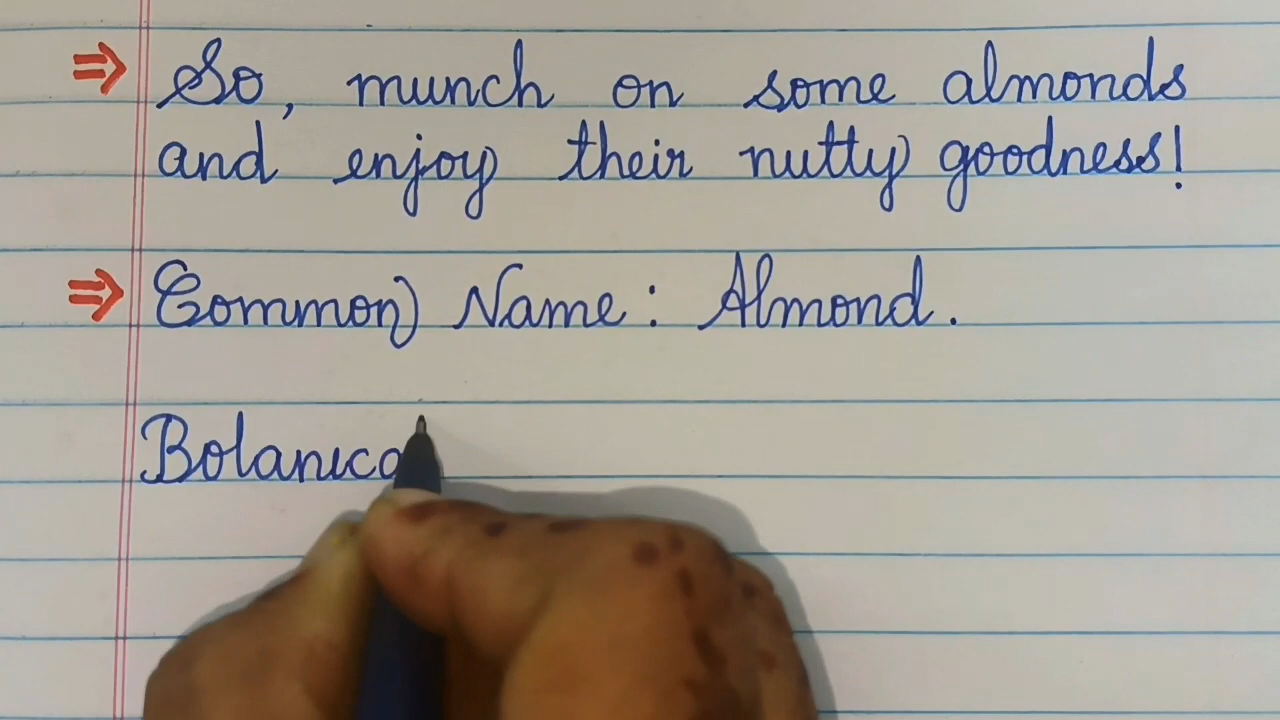 ⇒ So, munch on some almonds
and enjoy their nutty goodness!
⇒ Common Name: Almond.
Botanica